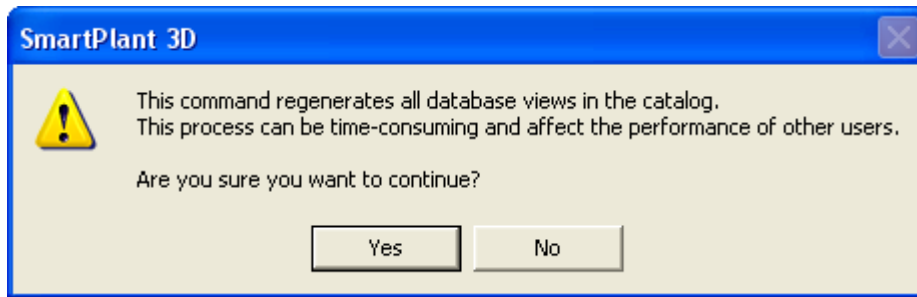 SmartPlant 3D
This command regenerates all database views in the catalog.
This process can be time-consuming and affect the performance of other users.
Are you sure you want to continue?
Yes
No